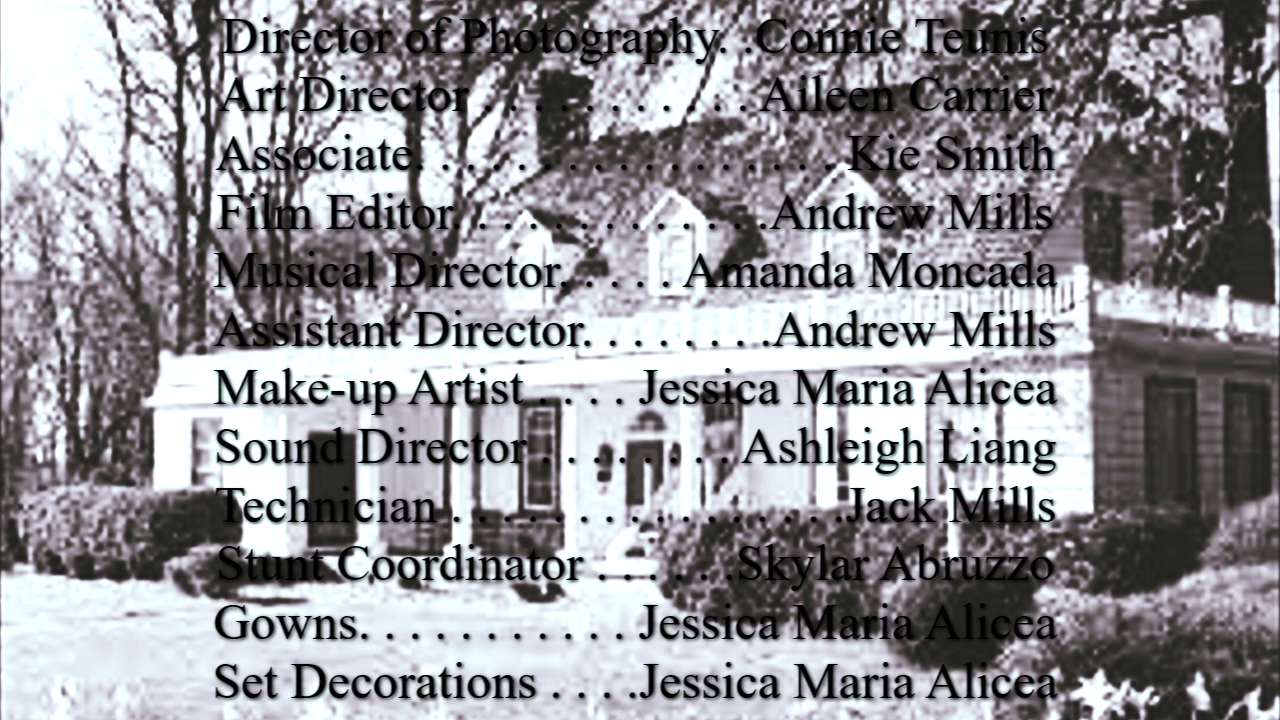 Director of Photography. .Connie Teunis
Art Director . . . . . . . . . . . Aileen Carrier
Associate. . . . . . . . . . . . . . . . . Kie Smith
Film Editor. . . . . . . . . . . . .Andrew Mills
Musical Director. . . . . Amanda Moncada
Assistant Director. . . . . . . .Andrew Mills
Make-up Artist . . . . Jessica Maria Alicea
Sound Director . . . . . . . . Ashleigh Liang
Technician . . . . . . . . . . . . . . . .Jack Mills
Stunt Coordinator . . . . . .Skylar Abruzzo
Gowns. . . . . . . . . . . Jessica Maria Alicea
Set Decorations . . . .Jessica Maria Alicea